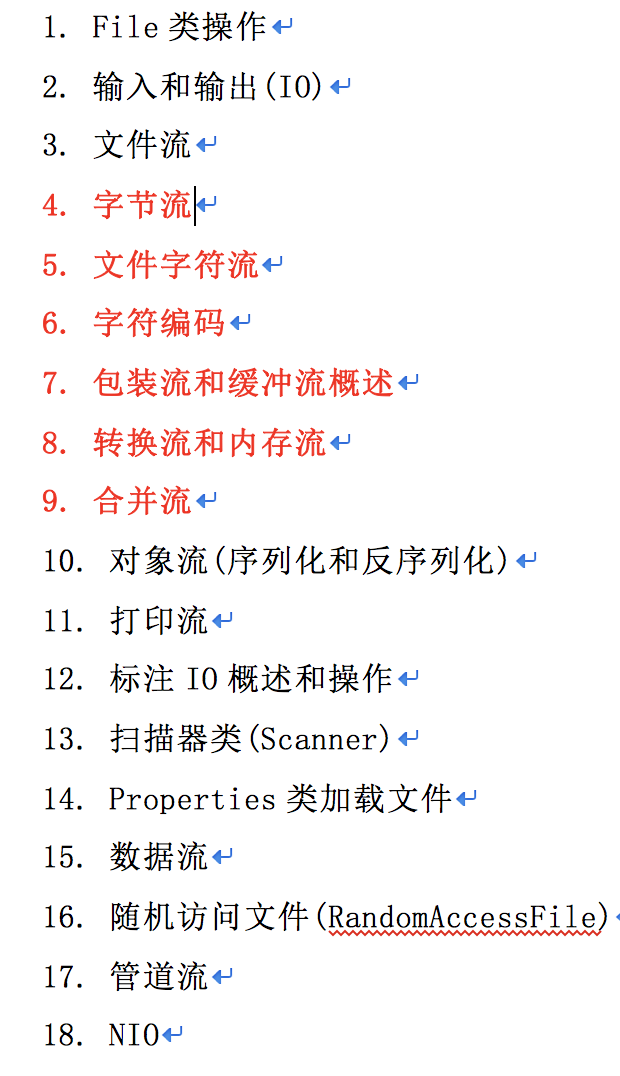 1. File 类操作
2. 输入和输出(IO)
3. 文件流
4. 字节流
5. 文件字符流
6. 字符编码
7. 包装流和缓冲流概述
8. 转换流和内存流
9. 合并流
10. 对象流(序列化和反序列化)
11. 打印流
12. 标注 IO 概述和操作
13. 扫描器类(Scanner)
14. Properties 类加载文件
15. 数据流
16. 随机访问文件(RandomAccessFile)
17. 管道流
18. NIO